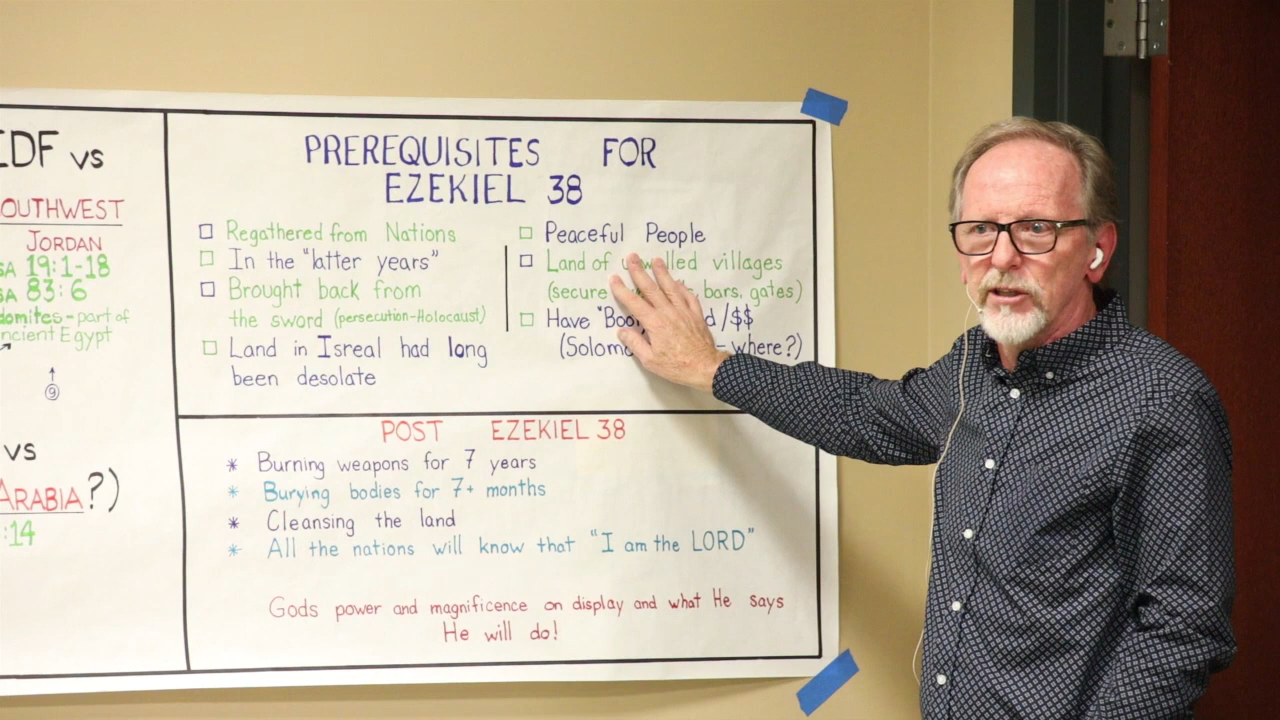 IDF vs
OUTHWEST
JORDAN
SA 19:1-18
SA 83:6
domites-part of
ncient Egypt
9
vs
ARABIA?)
:14
PREREQUISITES FOR
EZEKIEL 38
Regathered from Nations
In the "latter years"
Brought back from
the sword (persecution-Holocaust)
Land in Isreal had long
been desolate
Peaceful People
Land of villages
(secure bars, gates)
Have /$$
where?)
POST EZEKIEL 38
* Burning weapons for 7 years
* Burying bodies for 7+ months
* Cleansing the land
* All the nations will know that "I am the LORD"
Gods power and magnificence on display and what He says
He will do!